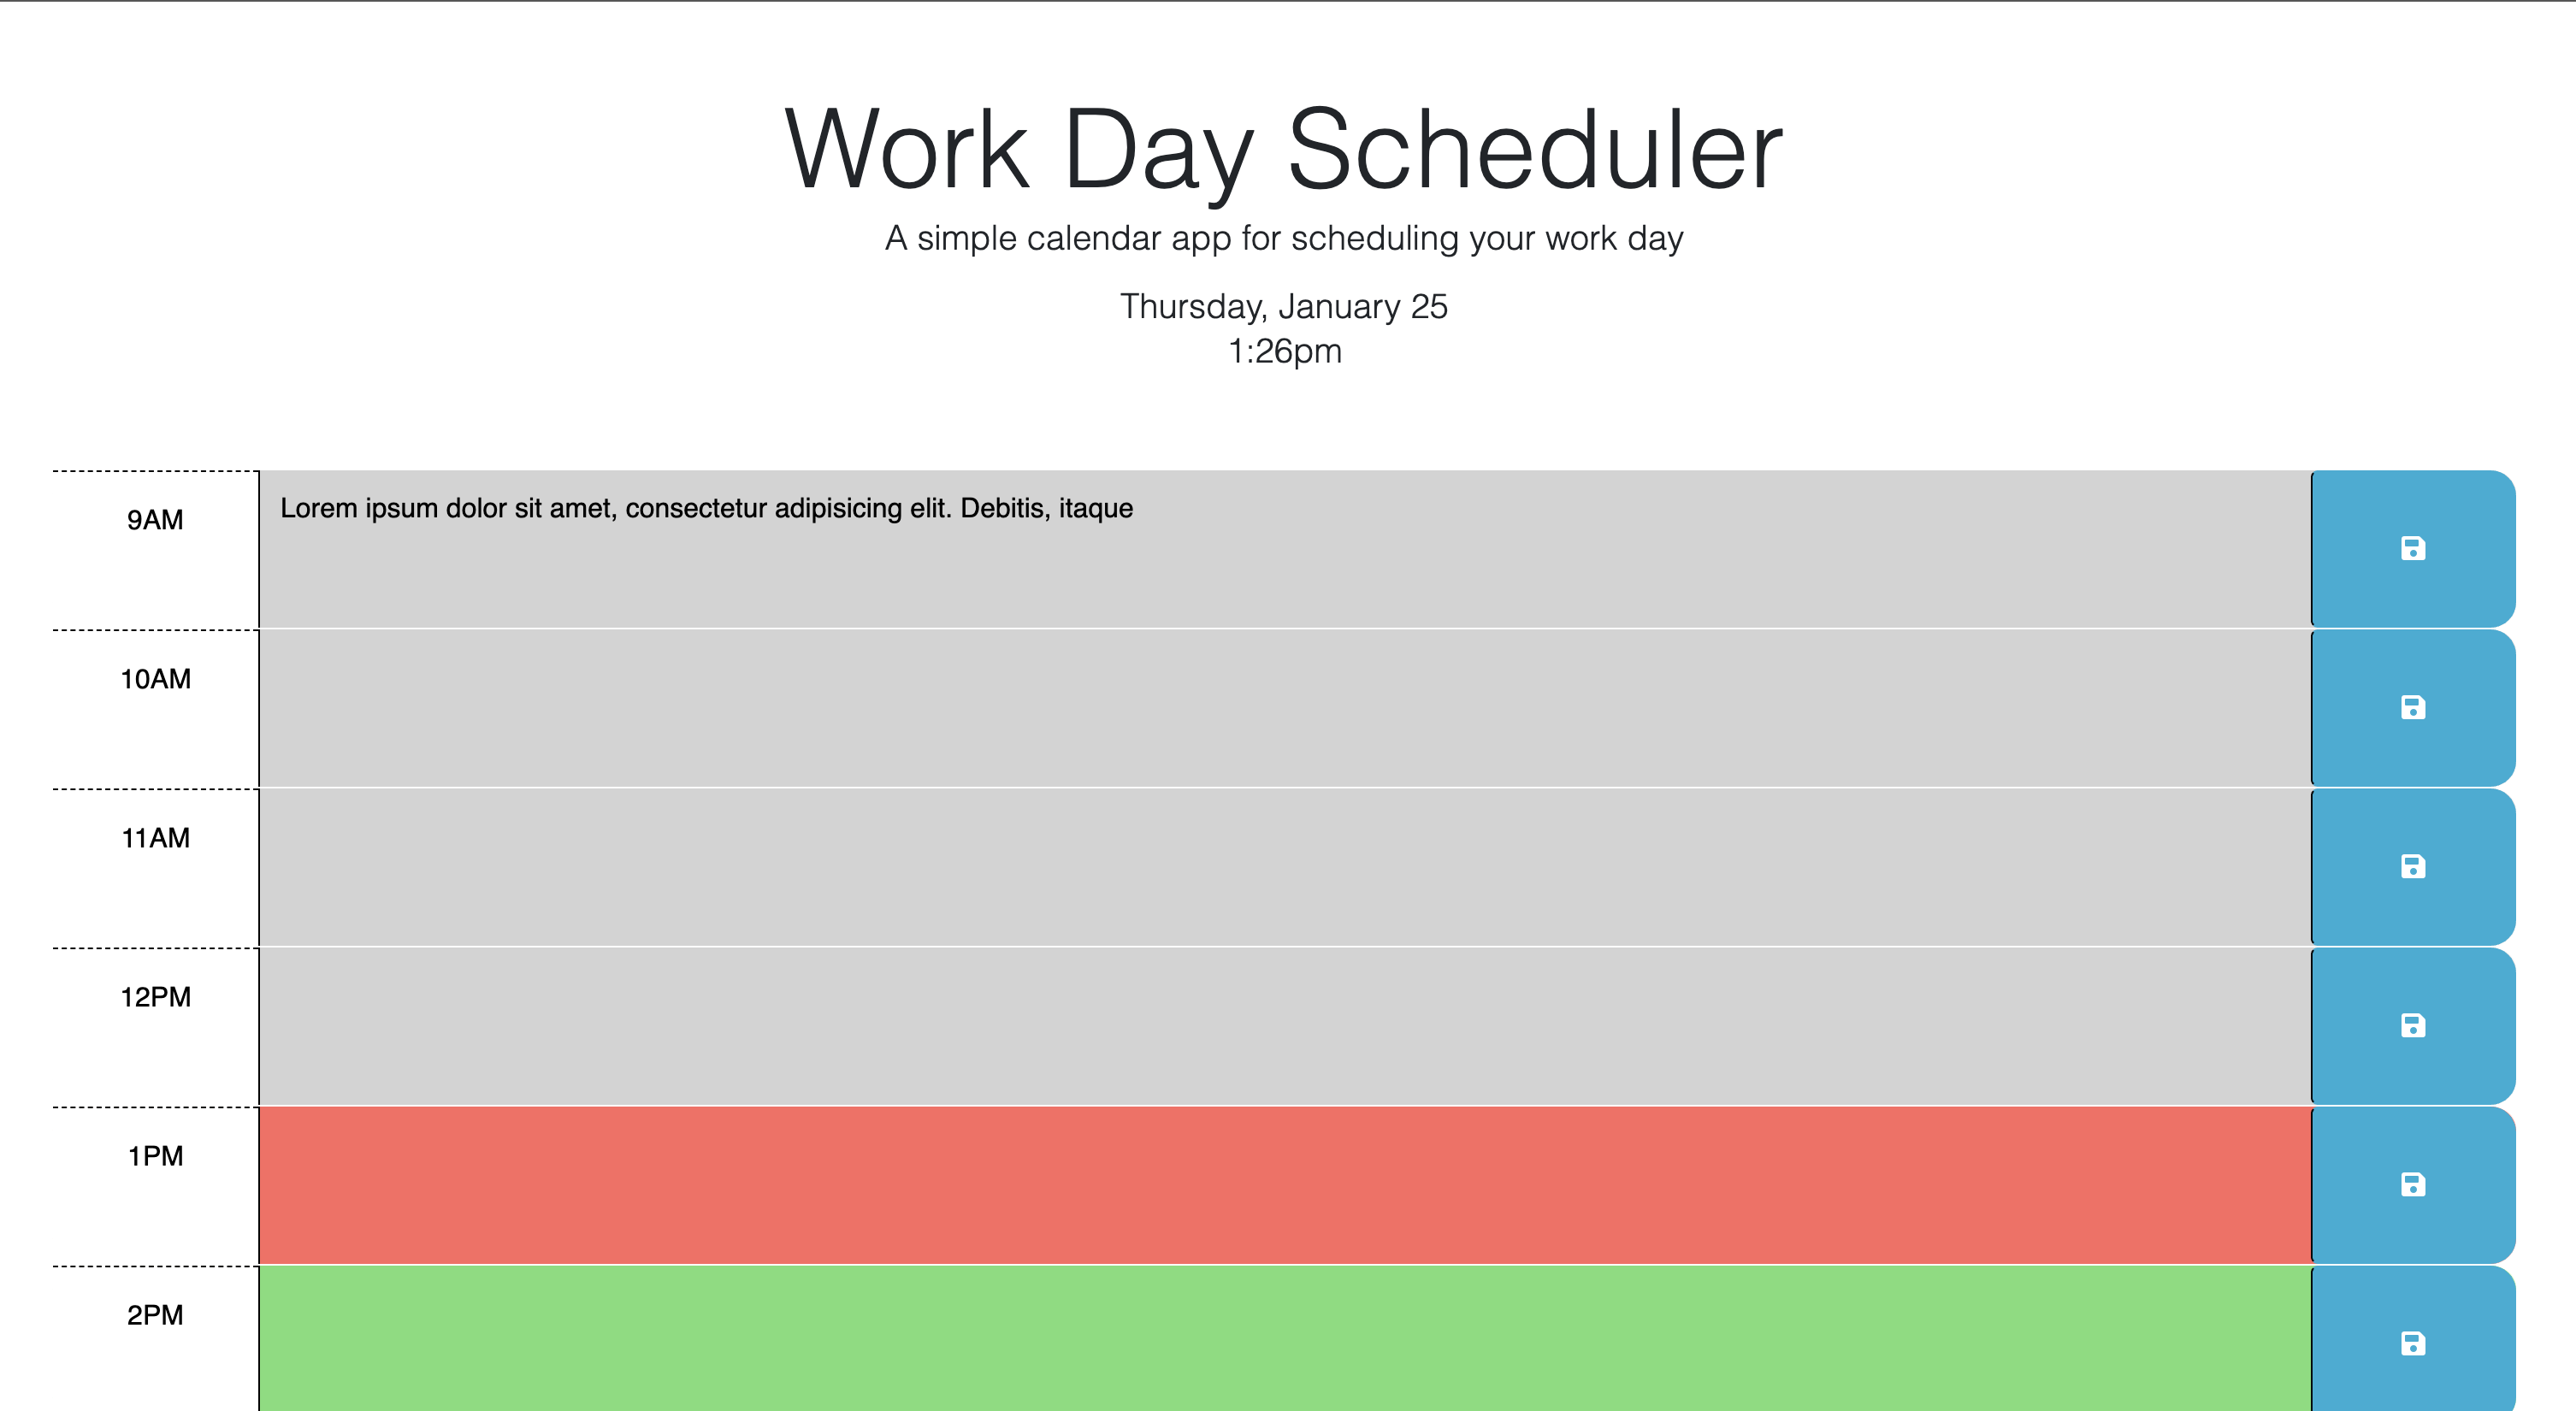 Work Day Scheduler
A simple calendar app for scheduling your work day
Thursday, January 25
1:26pm
9AM
Lorem ipsum dolor sit amet, consectetur adipisicing elit. Debitis, itaque
10AM
11AM
12PM
1PM
2PM